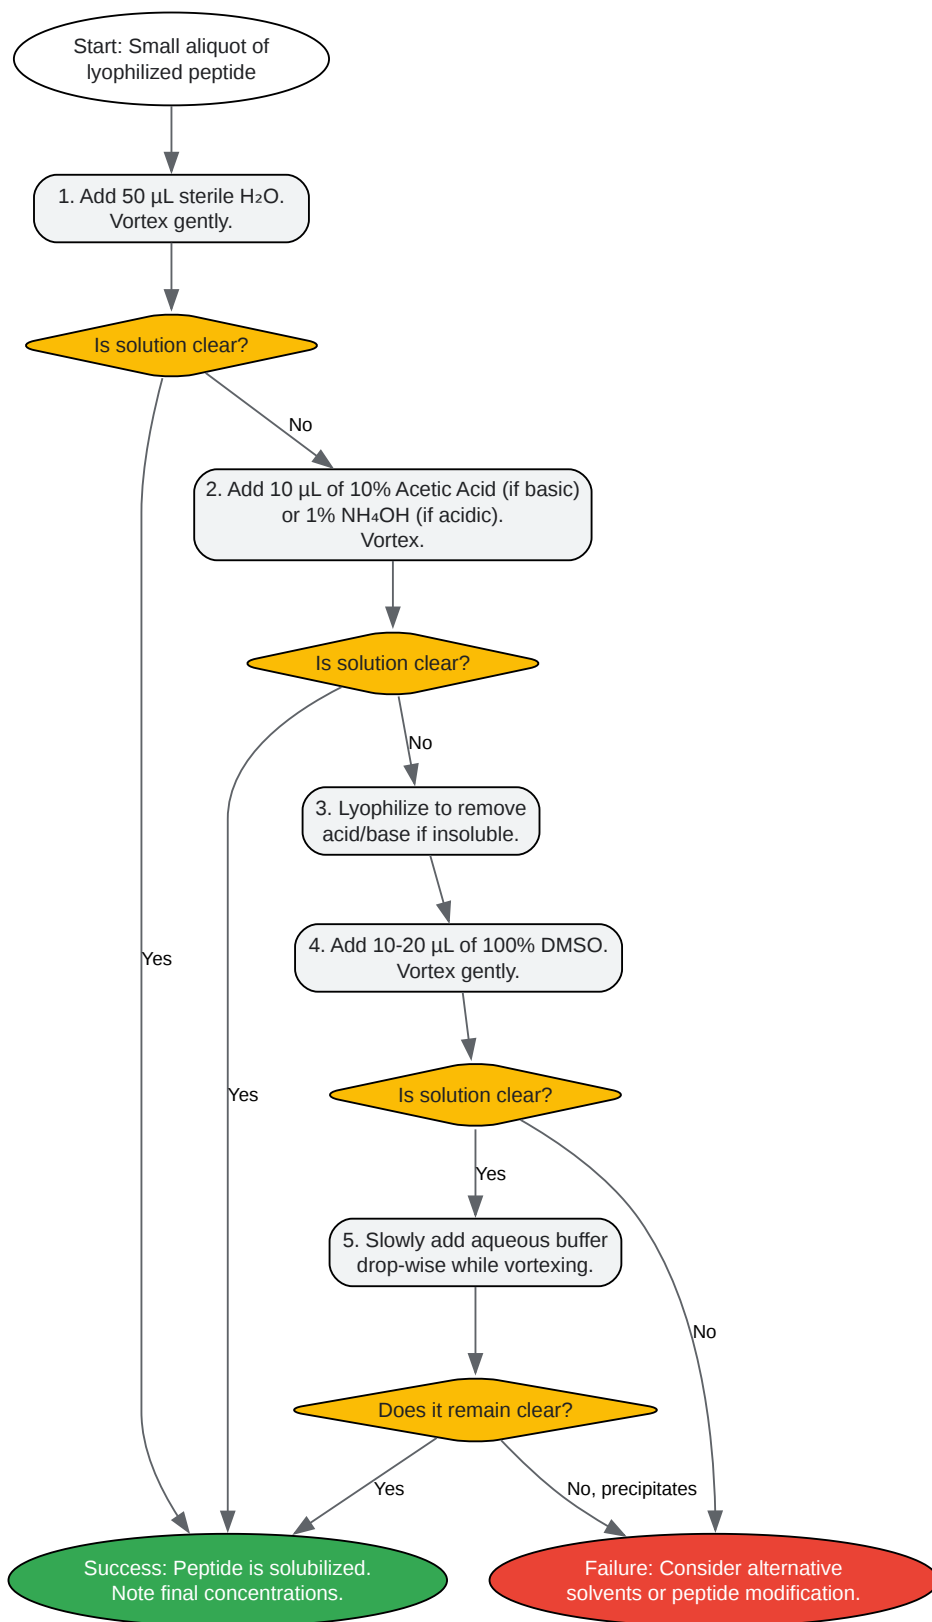 Start: Small aliquot of
lyophilized peptide
1. Add 50 µL sterile H₂O.
Vortex gently.
Is solution clear?
No
2. Add 10 µL of 10% Acetic Acid (if basic)
or 1% NH₄OH (if acidic).
Vortex.
Is solution clear?
No
3. Lyophilize to remove
acid/base if insoluble.
4. Add 10-20 µL of 100% DMSO.
Vortex gently.
Yes
Is solution clear?
Yes
Yes
5. Slowly add aqueous buffer
drop-wise while vortexing.
No
Does it remain clear?
Yes
No, precipitates
Success: Peptide is solubilized.
Note final concentrations.
Failure: Consider alternative
solvents or peptide modification.